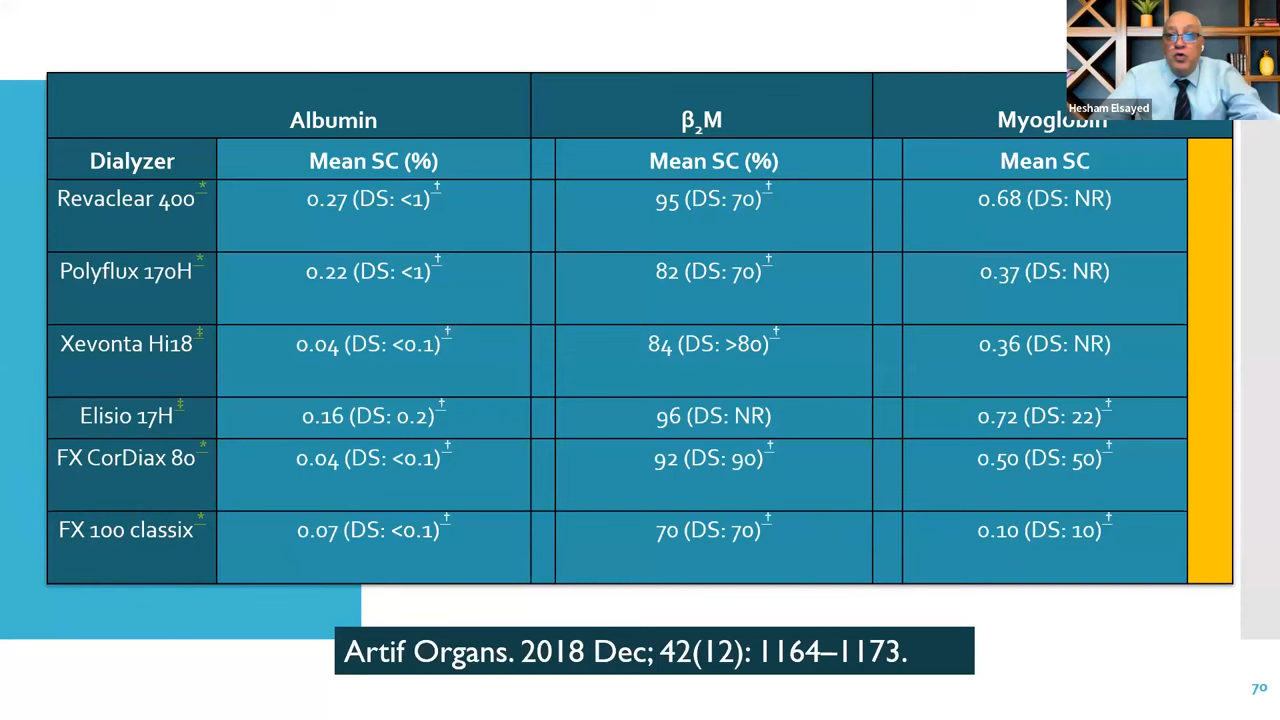 Hesham Elsayed
Albumin β₂M Myoglobin
Dialyzer Mean SC (%) Mean SC (%) Mean SC
Revaclear 400* 0.27 (DS: <1)† 95 (DS: 70)† 0.68 (DS: NR)
Polyflux 170H* 0.22 (DS: <1)† 82 (DS: 70)† 0.37 (DS: NR)
Xevonta Hi18‡ 0.04 (DS: <0.1)† 84 (DS: >80)† 0.36 (DS: NR)
Elisio 17H‡ 0.16 (DS: 0.2)† 96 (DS: NR) 0.72 (DS: 22)†
FX CorDiax 80* 0.04 (DS: <0.1)† 92 (DS: 90)† 0.50 (DS: 50)†
FX 100 classix* 0.07 (DS: <0.1)† 70 (DS: 70)† 0.10 (DS: 10)†
Artif Organs. 2018 Dec; 42(12): 1164–1173.
70